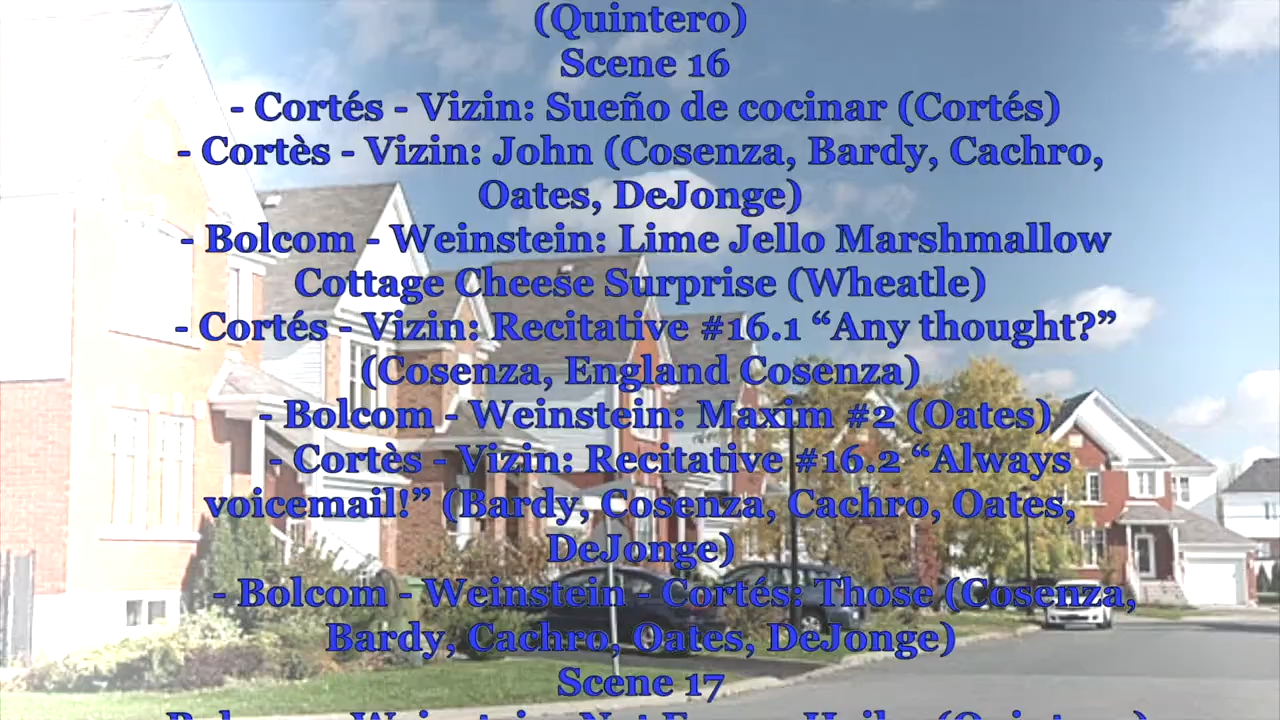 (Quintero)
Scene 16
- Cortés - Vizin: Sueño de cocinar (Cortés)
- Cortès - Vizin: John (Cosenza, Bardy, Cachro,
Oates, DeJonge)
- Bolcom - Weinstein: Lime Jello Marshmallow
Cottage Cheese Surprise (Wheatle)
- Cortés - Vizin: Recitative #16.1 “Any thought?”
(Cosenza, England Cosenza)
- Bolcom - Weinstein: Maxim #2 (Oates)
- Cortès - Vizin: Recitative #16.2 “Always
voicemail!” (Bardy, Cosenza, Cachro, Oates,
DeJonge)
- Bolcom - Weinstein - Cortés: Those (Cosenza,
Bardy, Cachro, Oates, DeJonge)
Scene 17